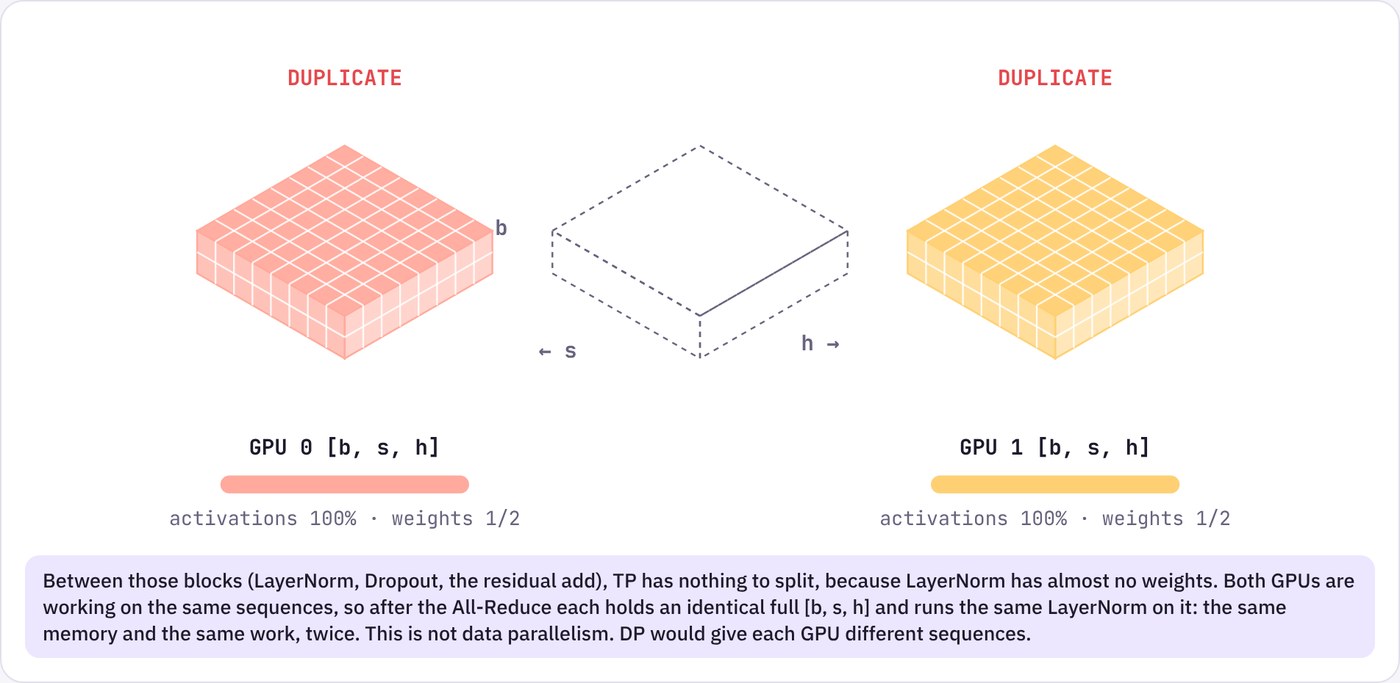 DUPLICATE
DUPLICATE
b
← s
h →
GPU 0 [b, s, h]
GPU 1 [b, s, h]
activations 100% · weights 1/2
activations 100% · weights 1/2
Between those blocks (LayerNorm, Dropout, the residual add), TP has nothing to split, because LayerNorm has almost no weights. Both GPUs are
working on the same sequences, so after the All-Reduce each holds an identical full [b, s, h] and runs the same LayerNorm on it: the same
memory and the same work, twice. This is not data parallelism. DP would give each GPU different sequences.